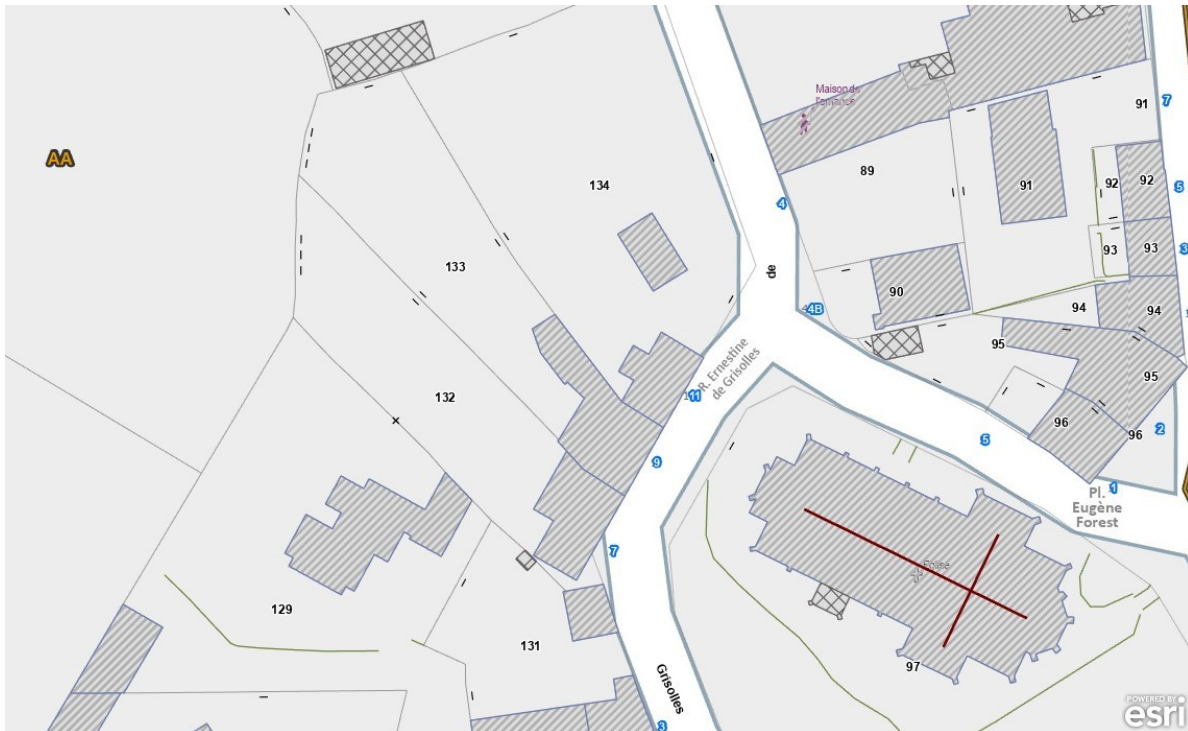 Maison de
l'enfance
91
7
AA
89
92
92
5
134
91
4
93
93
3
de
133
90
94
94
4B
95
R. Ernestine
de Grisolles
95
132
11
96
96
2
5
9
1
Pl.
Eugène
Forest
7
Eglise
129
131
97
Grisolles
3
POWERED BY
esri